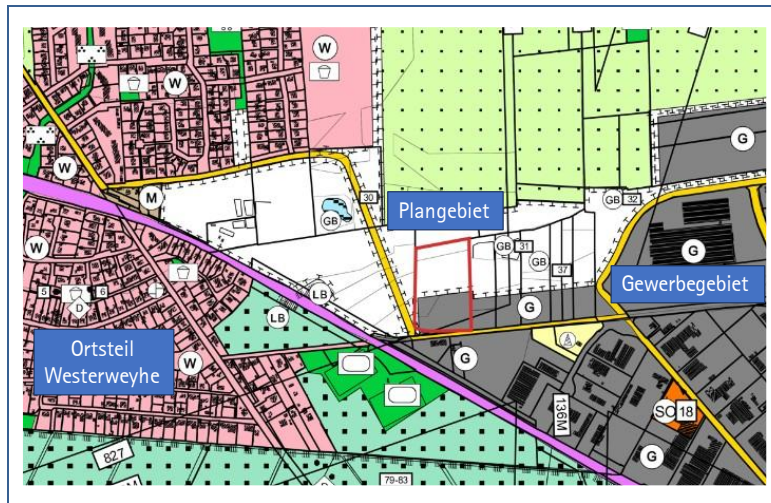 W
W
G
W
M
30
GB
Plangebiet
GB
32
GB
31
GB
37
G
W
5
6
D
LB
LB
G
Gewerbegebiet
Ortsteil
Westerweyhe
W
G
G
136M
SO 18
827
79-83
G